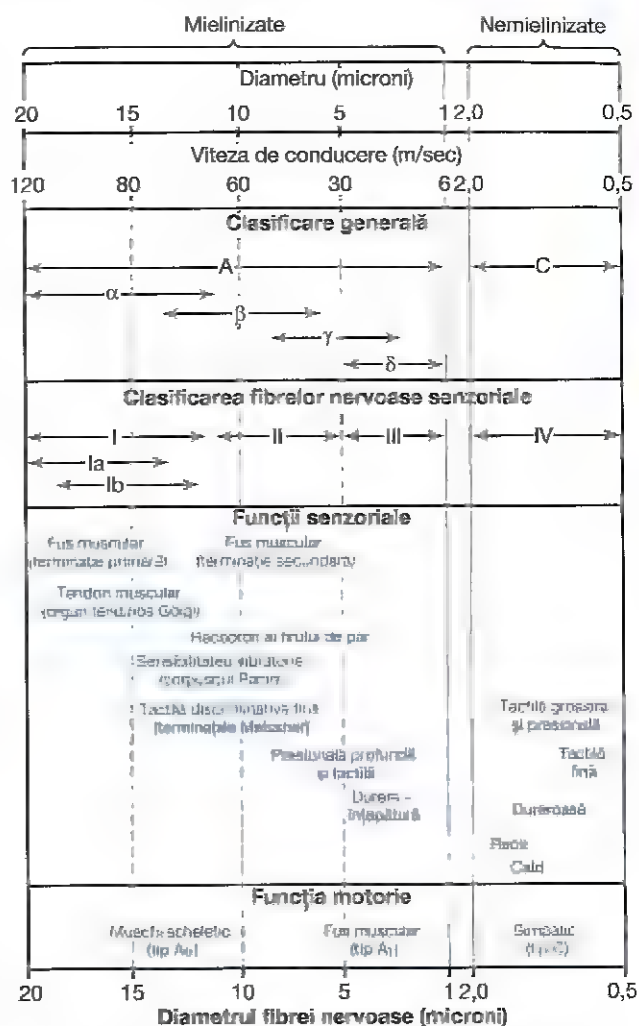 Mielinizate Nemielinizate
Diametru (microni)
20 15 10 5 1 2,0 0,5
Viteza de conducere (m/sec)
120 80 60 30 6 2,0 0,5
Clasificare generală
A C
α
β
γ
δ
Clasificarea fibrelor nervoase senzoriale
I II III IV
Ia
Ib
Funcții senzoriale
Fus muscular Fus muscular
(terminație primară) (terminație secundară)
Tendon muscular
(organ tendinos Golgi)
firului de păr
Sensibilitatea vibratorie
(corpuscul Pacini)
Tactilă discriminativă fină Tactilă grosieră
(terminațiile Meissner) și presională
Presională profundă Tactilă
și tactilă fină
Durere -
înțepătură Dureroasă
Rece
Cald
Funcția motorie
Mușchi scheletic Fus muscular Simpatic
(tip Aα) (tip Aγ) (tip C)
20 15 10 5 1 2,0 0,5
Diametrul fibrei nervoase (microni)